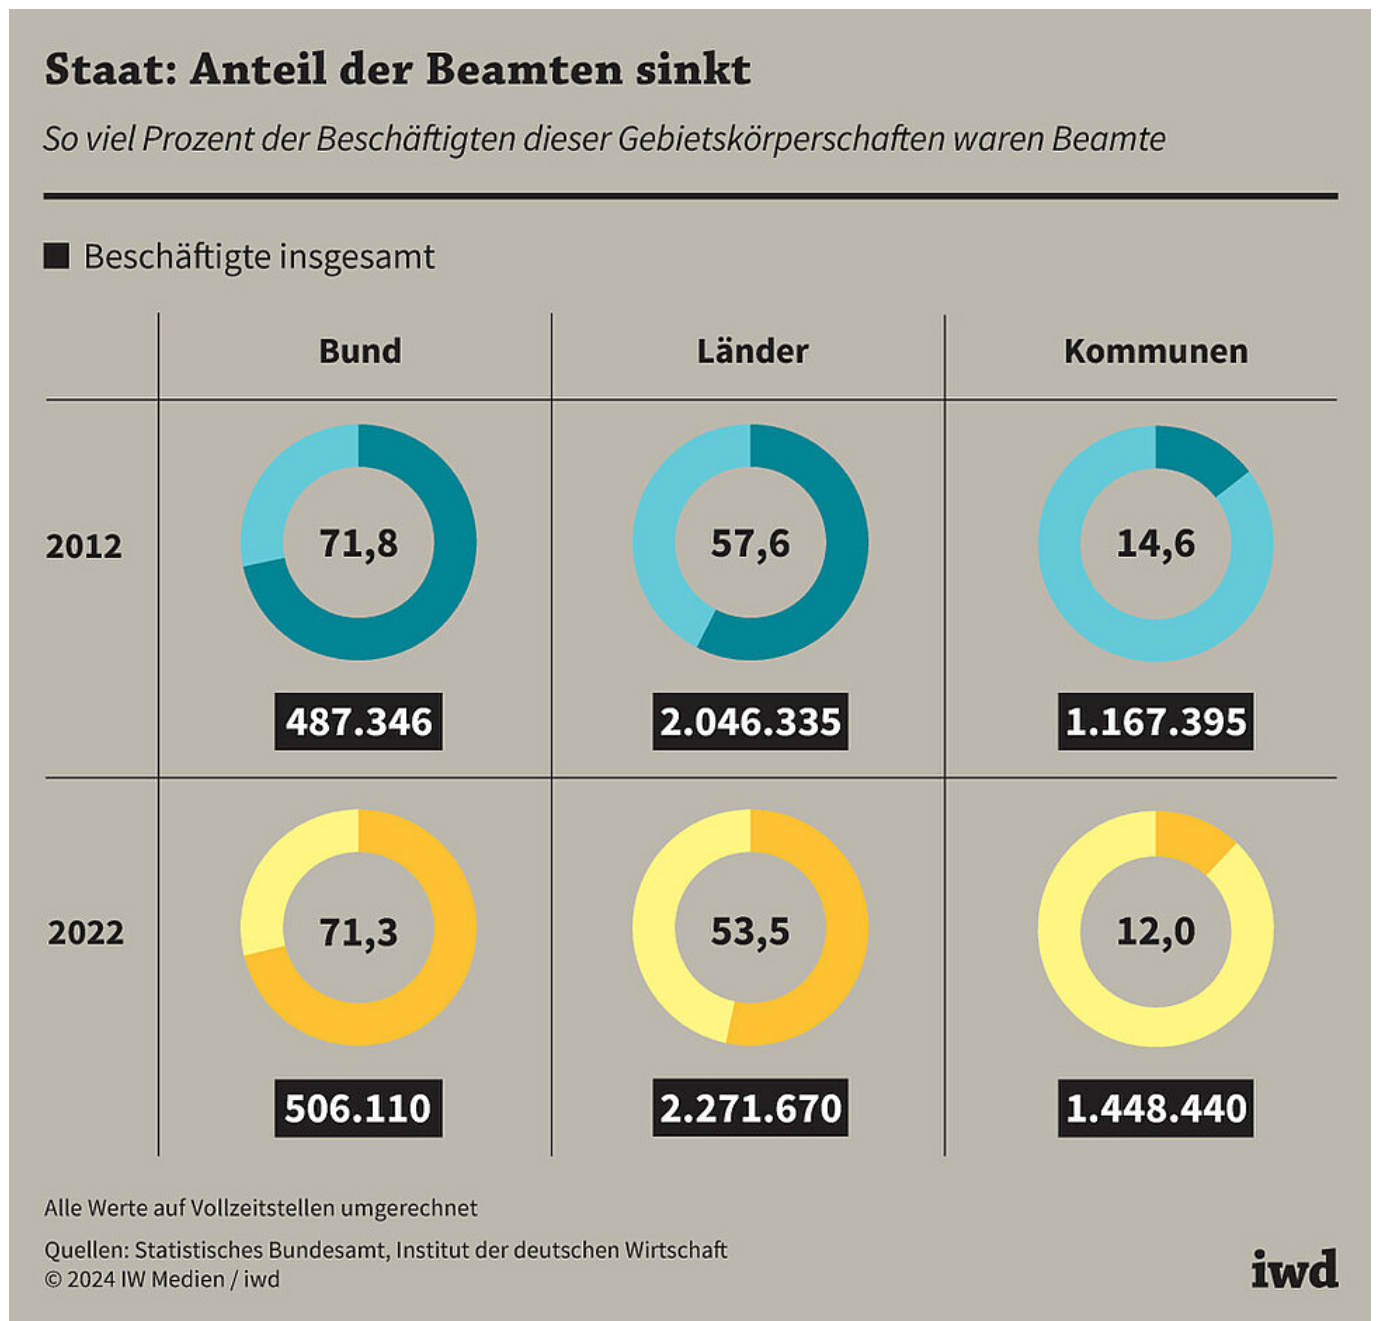 Staat: Anteil der Beamten sinkt
So viel Prozent der Beschäftigten dieser Gebietskörperschaften waren Beamte
Beschäftigte insgesamt
Bund Länder Kommunen
2012 71,8 57,6 14,6
487.346 2.046.335 1.167.395
2022 71,3 53,5 12,0
506.110 2.271.670 1.448.440
Alle Werte auf Vollzeitstellen umgerechnet
Quellen: Statistisches Bundesamt, Institut der deutschen Wirtschaft
© 2024 IW Medien / iwd
iwd